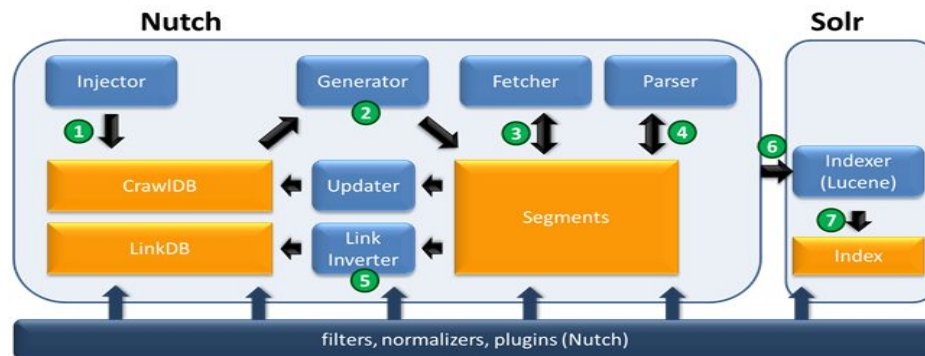 Nutch
Solr
Injector
Generator
Fetcher
Parser
1
2
3
4
6
CrawlDB
Updater
Segments
Indexer
(Lucene)
LinkDB
Link
Inverter
5
7
Index
filters, normalizers, plugins (Nutch)